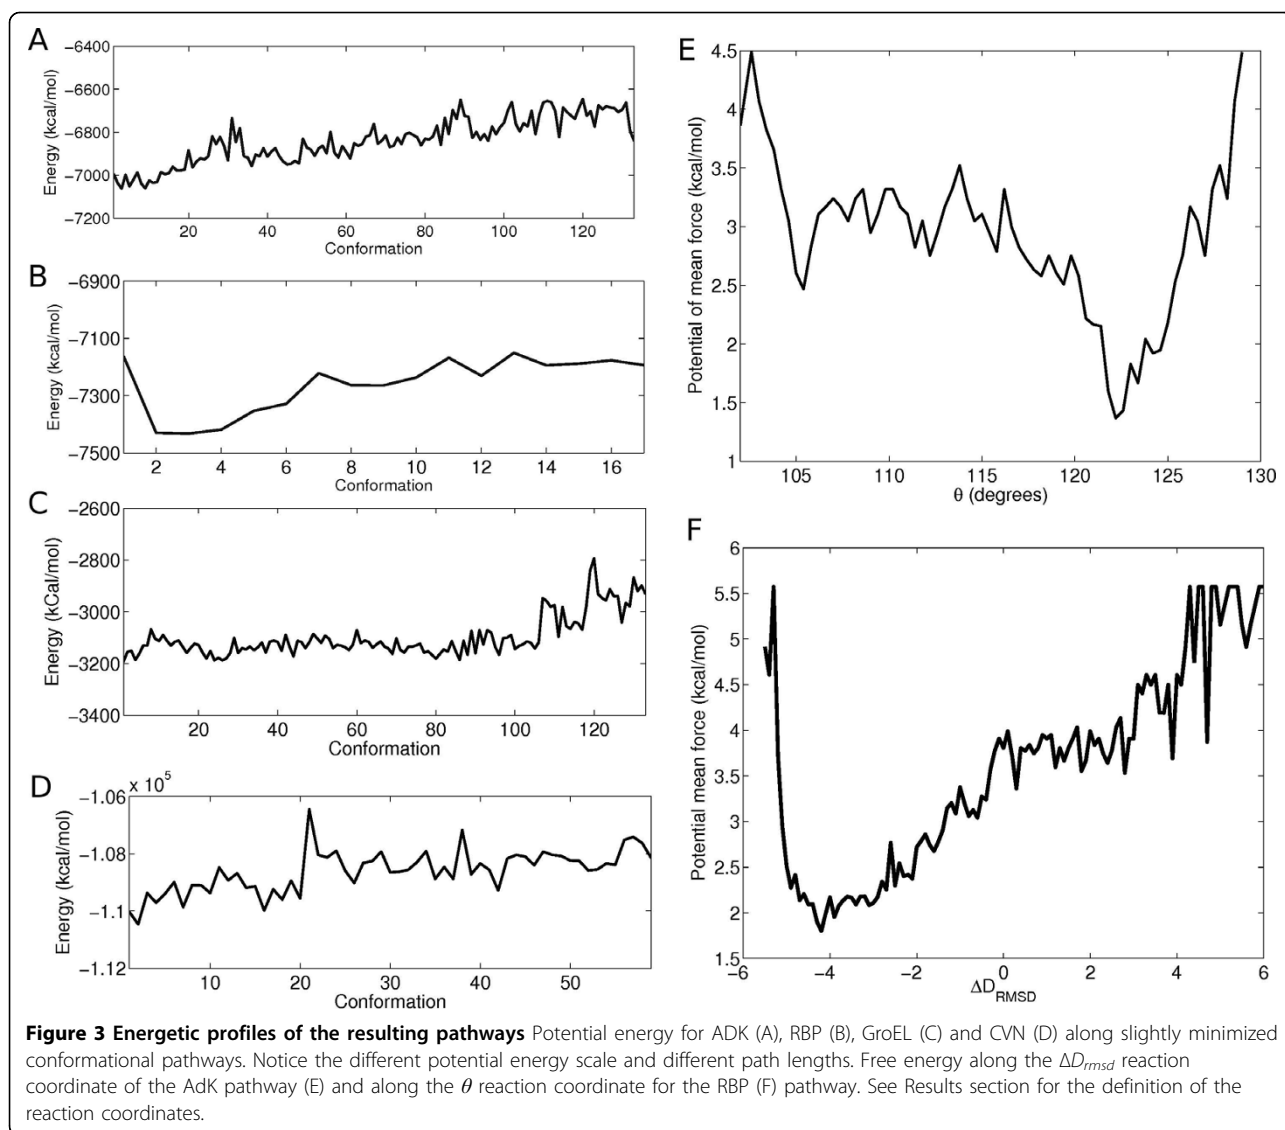 A
−6400
−6600
−6800
−7000
−7200
Energy (kcal/mol)
20 40 60 80 100 120
Conformation
B
−6900
−7100
−7300
−7500
Energy (kcal/mol)
2 4 6 8 10 12 14 16
Conformation
C
−2600
−2800
−3000
−3200
−3400
Energy (kCal/mol)
20 40 60 80 100 120
Conformation
D
x 10^5
−1.06
−1.08
−1.1
−1.12
Energy (kcal/mol)
10 20 30 40 50
Conformation
E
4.5
4
3.5
3
2.5
2
1.5
1
Potential of mean force (kcal/mol)
105 110 115 120 125 130
θ (degrees)
F
6
5.5
5
4.5
4
3.5
3
2.5
2
1.5
Potential mean force (kcal/mol)
−6 −4 −2 0 2 4 6
ΔD_RMSD
Figure 3 Energetic profiles of the resulting pathways Potential energy for ADK (A), RBP (B), GroEL (C) and CVN (D) along slightly minimized
conformational pathways. Notice the different potential energy scale and different path lengths. Free energy along the ΔD_rmsd reaction
coordinate of the AdK pathway (E) and along the θ reaction coordinate for the RBP (F) pathway. See Results section for the definition of the
reaction coordinates.